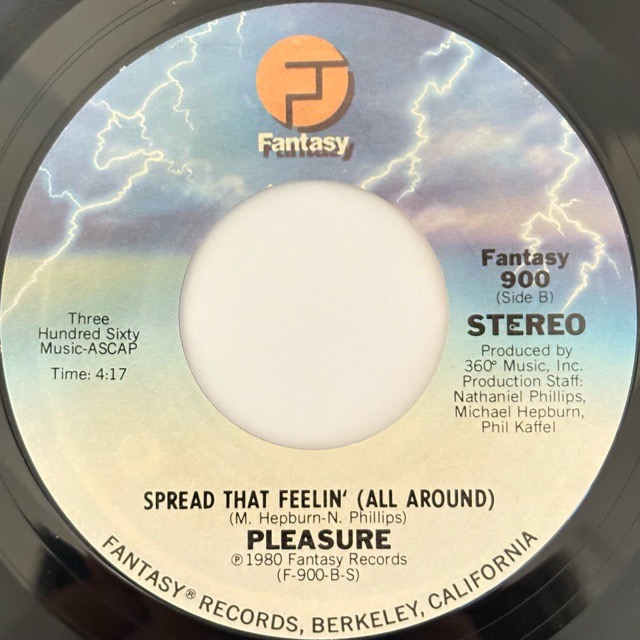 Fantasy
Three
Hundred Sixty
Music-ASCAP
Time: 4:17
Fantasy
900
(Side B)
STEREO
Produced by
360° Music, Inc.
Production Staff:
Nathaniel Phillips,
Michael Hepburn,
Phil Kaffel
SPREAD THAT FEELIN' (ALL AROUND)
(M. Hepburn-N. Phillips)
PLEASURE
℗1980 Fantasy Records
(F-900-B-S)
FANTASY® RECORDS, BERKELEY, CALIFORNIA